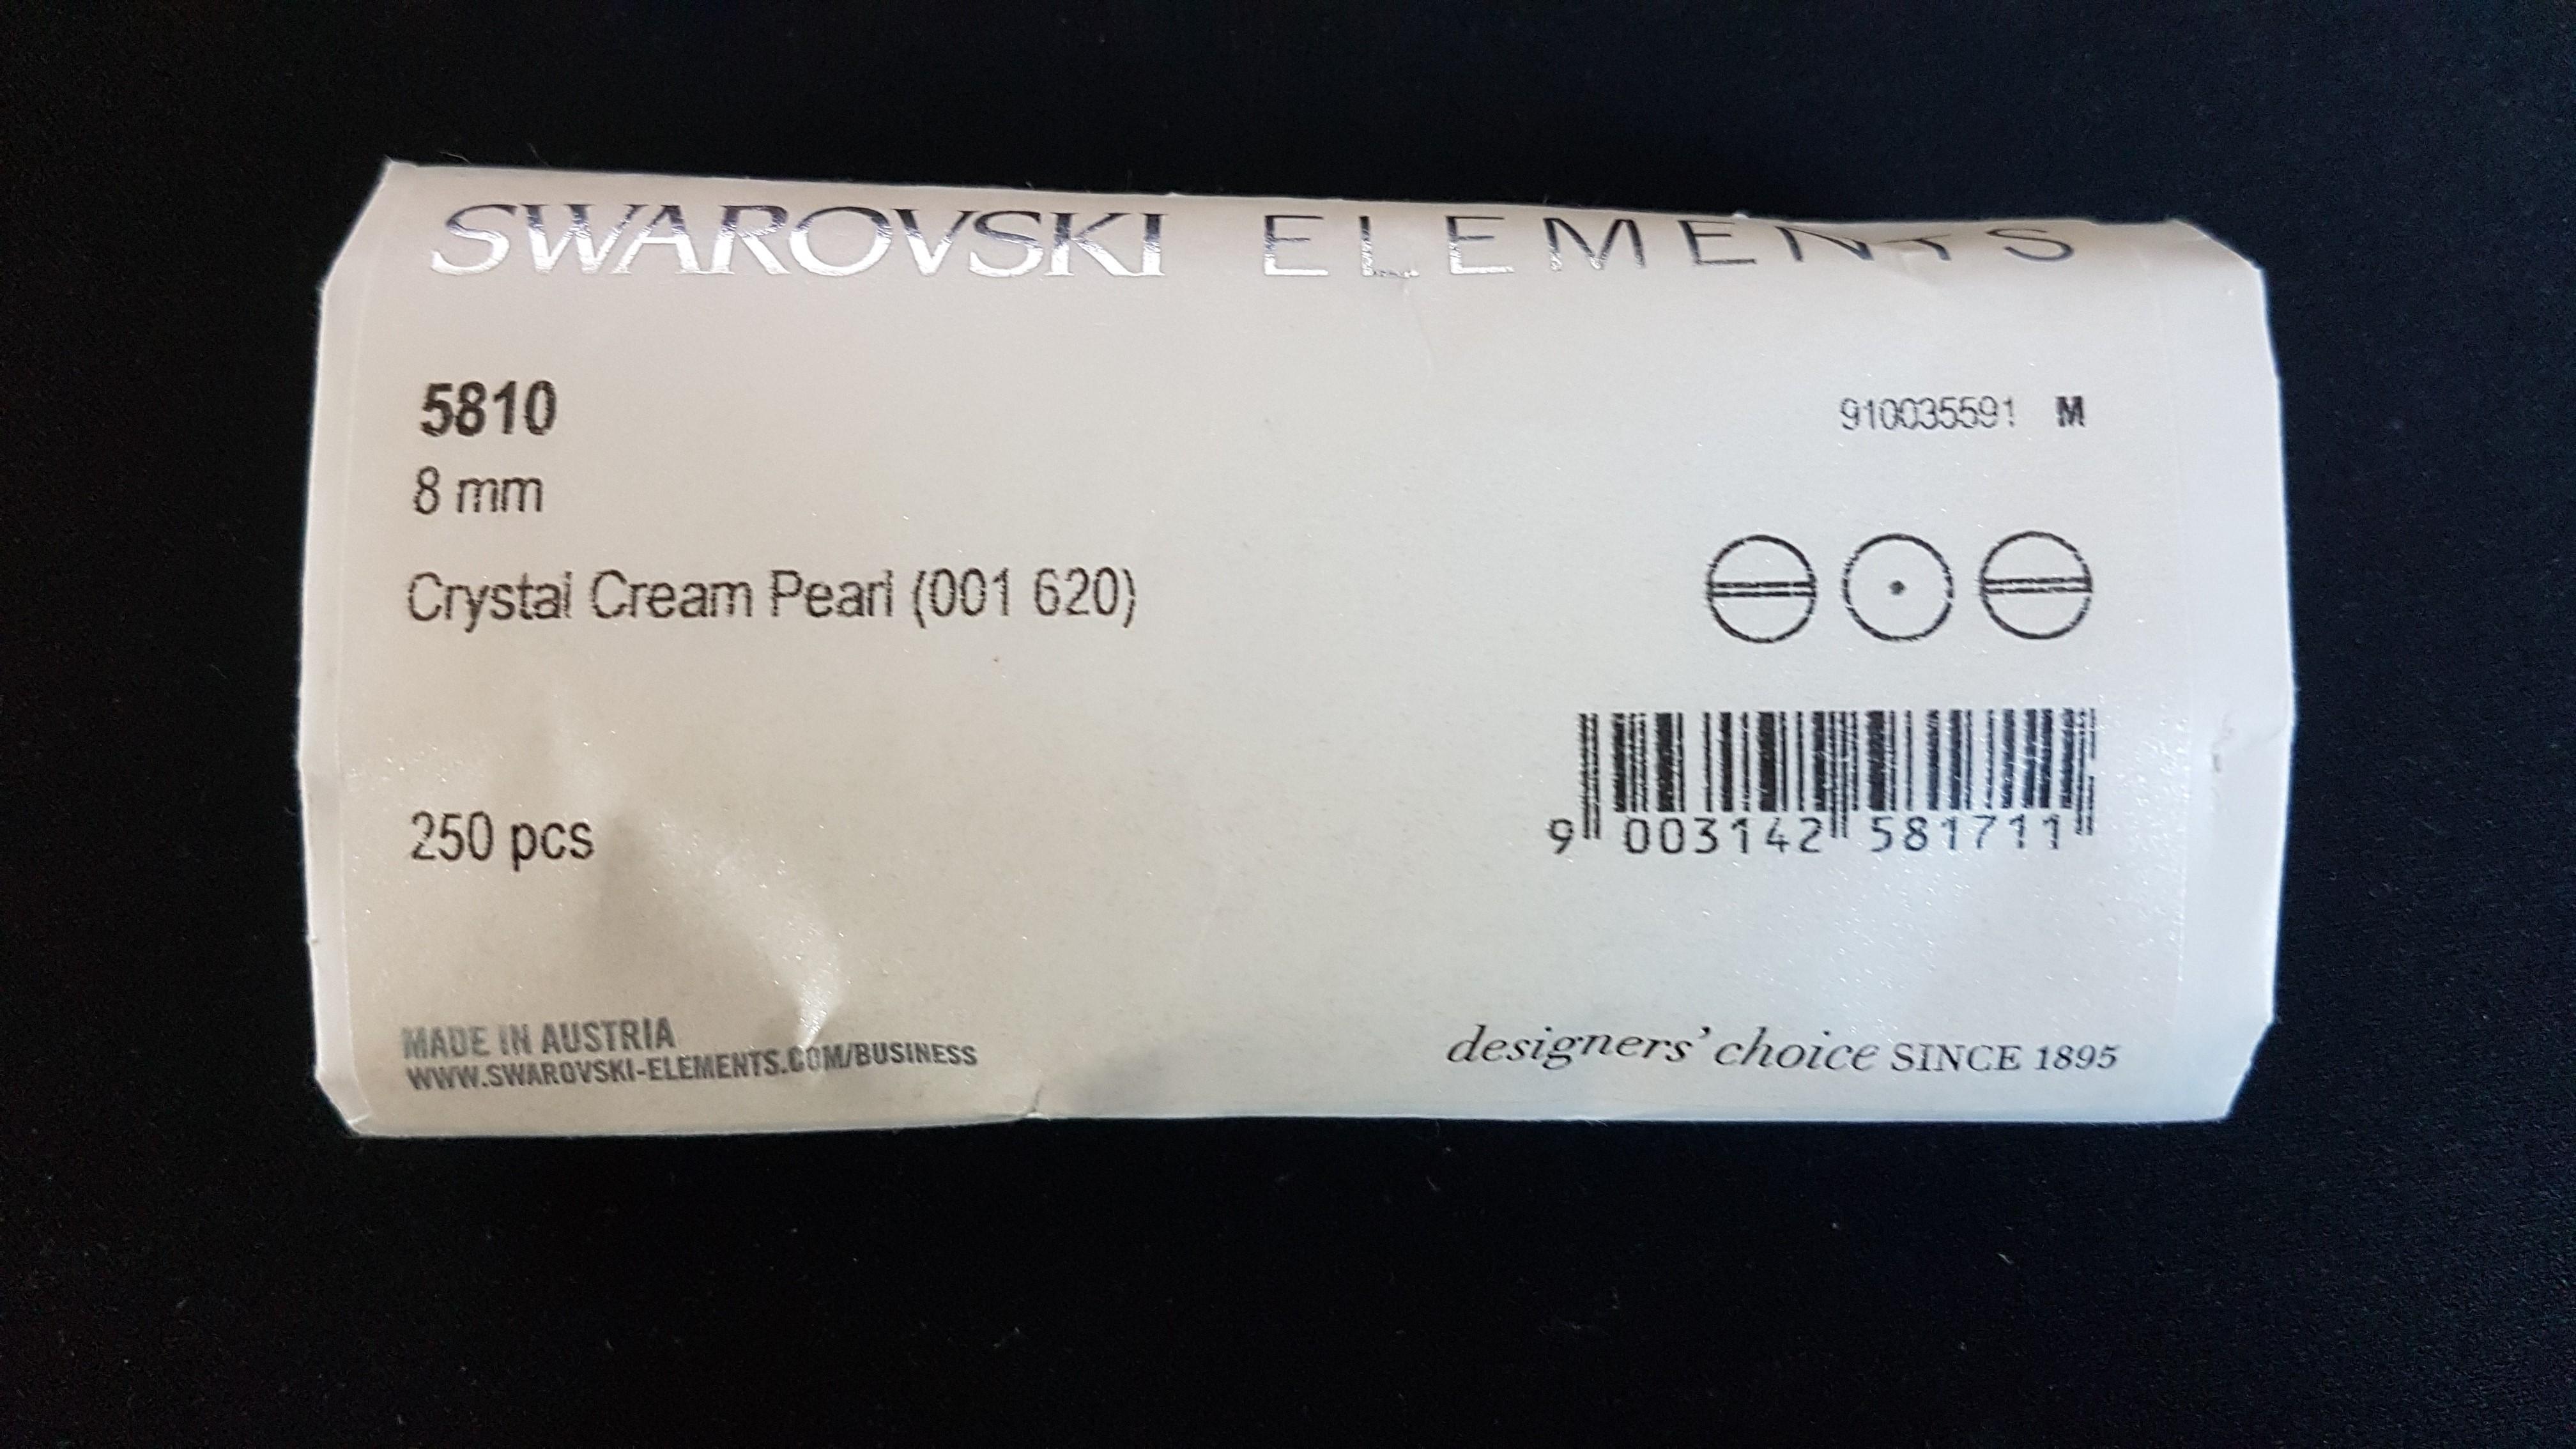 SWAROVSKI ELEMENTS
5810
910035591 M
8 mm
Crystal Cream Pearl (001 620)
250 pcs
9 003142 581711
MADE IN AUSTRIA
WWW.SWAROVSKI-ELEMENTS.COM/BUSINESS
designers' choice SINCE 1895